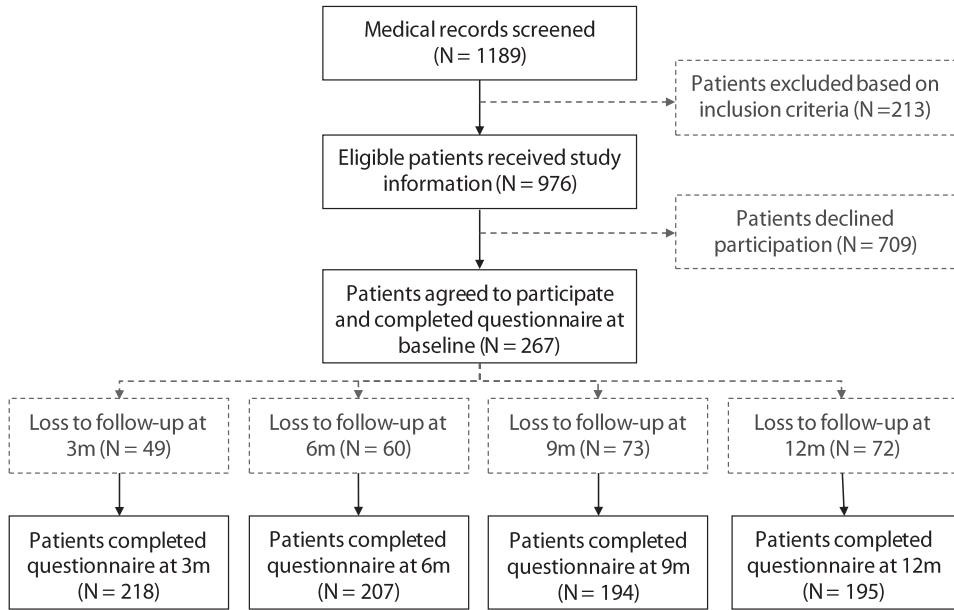 Medical records screened
(N = 1189)
Patients excluded based on
inclusion criteria (N =213)
Eligible patients received study
information (N = 976)
Patients declined
participation (N = 709)
Patients agreed to participate
and completed questionnaire at
baseline (N = 267)
Loss to follow-up at
3m (N = 49)
Loss to follow-up at
6m (N = 60)
Loss to follow-up at
9m (N = 73)
Loss to follow-up at
12m (N = 72)
Patients completed
questionnaire at 3m
(N = 218)
Patients completed
questionnaire at 6m
(N = 207)
Patients completed
questionnaire at 9m
(N = 194)
Patients completed
questionnaire at 12m
(N = 195)